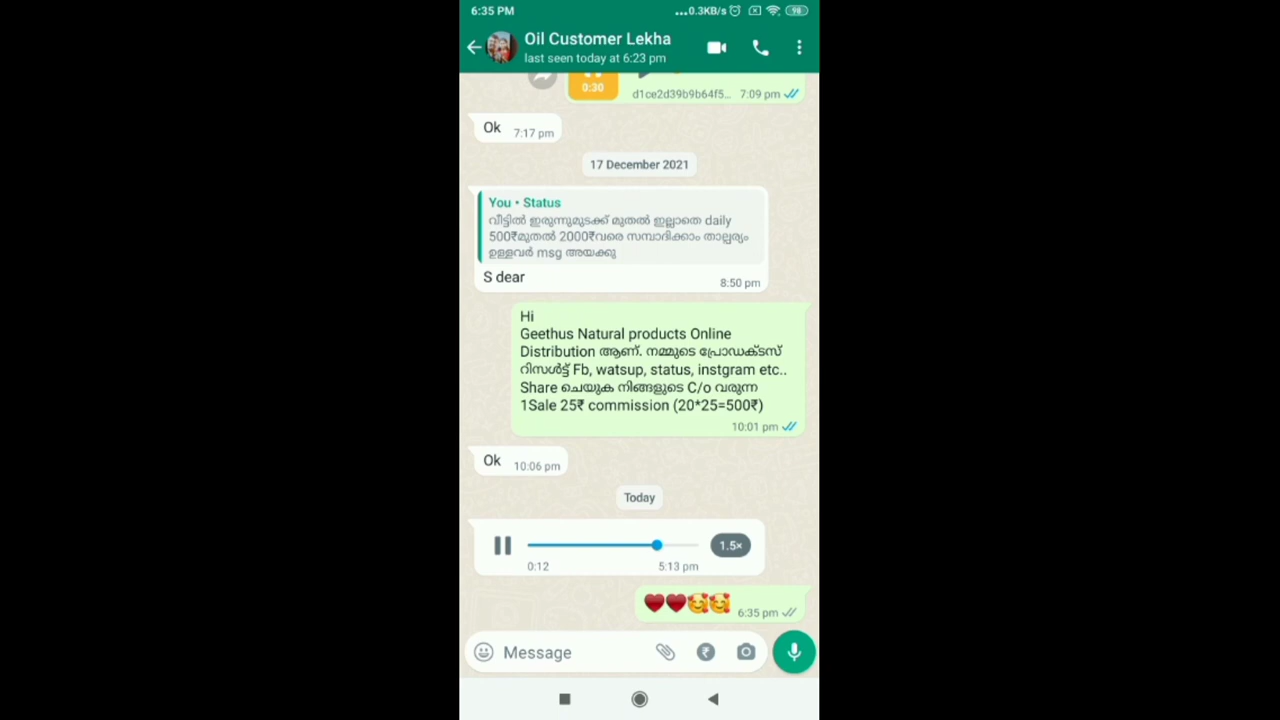 6:35 PM
...0.3KB/s
98
Oil Customer Lekha
last seen today at 6:23 pm
0:30
d1ce2d39b9b64f5... 7:09 pm
Ok 7:17 pm
17 December 2021
You • Status
വീട്ടിൽ ഇരുന്നുമുടക്ക് മുതൽ ഇല്ലാതെ daily
500₹മുതൽ 2000₹വരെ സമ്പാദിക്കാം താല്പര്യം
ഉള്ളവർ msg അയക്കു
S dear
8:50 pm
Hi
Geethus Natural products Online
Distribution ആണ്. നമ്മുടെ പ്രോഡക്ടസ്
റിസൾട്ട് Fb, watsup, status, instgram etc..
Share ചെയുക നിങ്ങളുടെ C/o വരുന്ന
1Sale 25₹ commission (20*25=500₹)
10:01 pm
Ok 10:06 pm
Today
1.5×
0:12 5:13 pm
❤️❤️🥰🥰 6:35 pm
Message